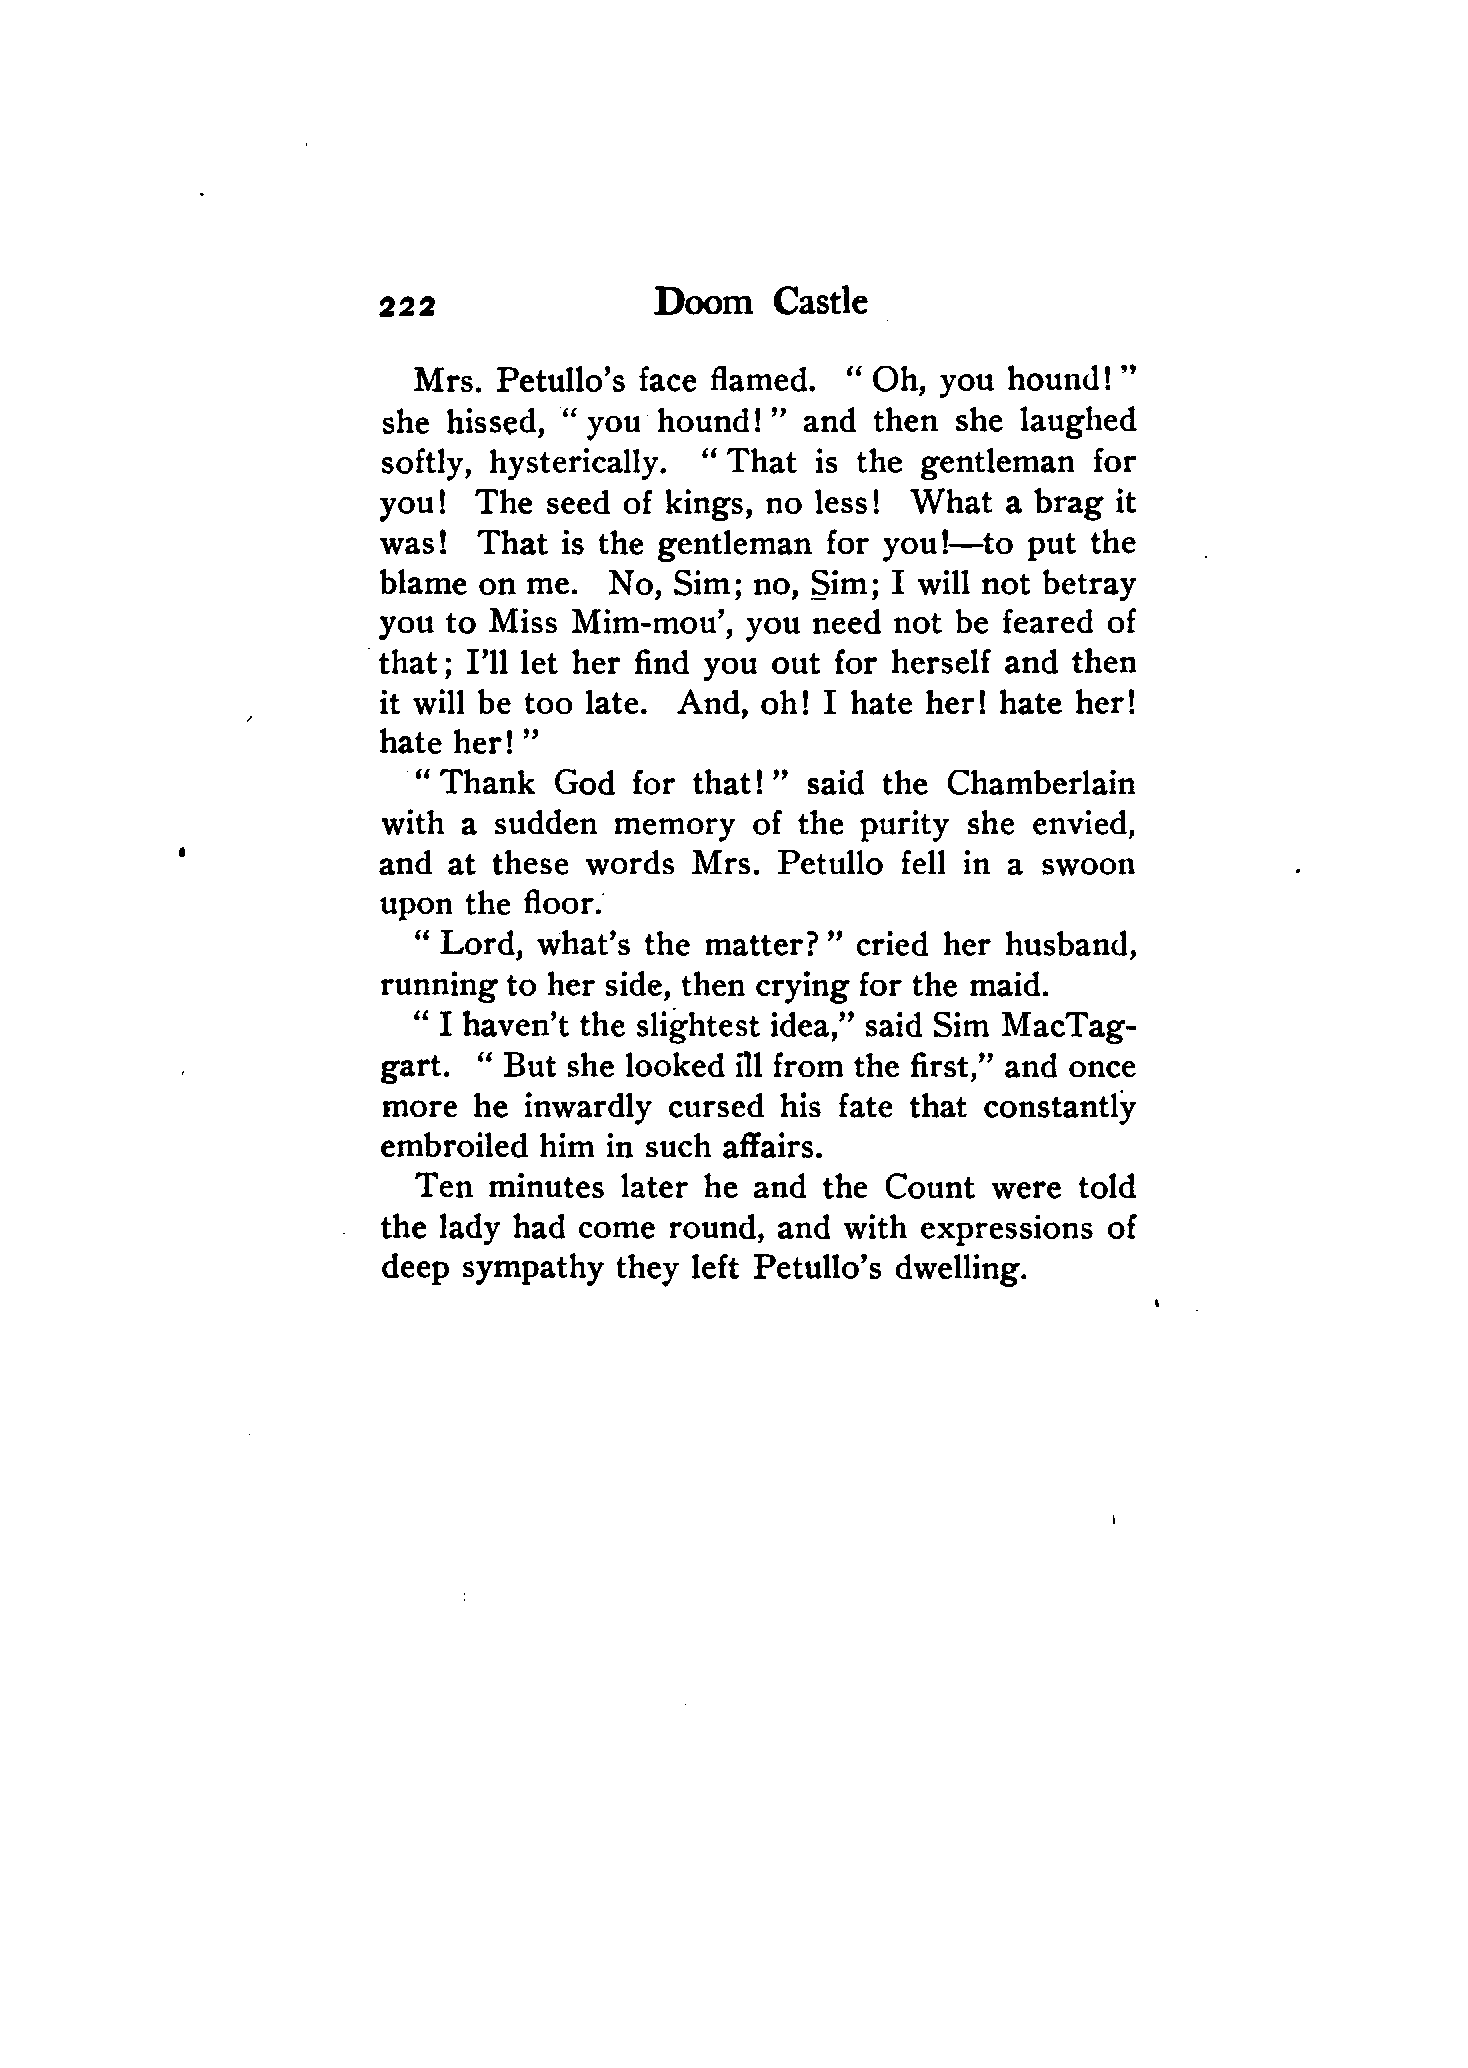 222 Doom Castle
Mrs. Petullo's face flamed. “ Oh, you hound! ”
she hissed, “ you hound! ” and then she laughed
softly, hysterically. “ That is the gentleman for
you! The seed of kings, no less! What a brag it
was! That is the gentleman for you!—to put the
blame on me. No, Sim; no, Sim; I will not betray
you to Miss Mim-mou', you need not be feared of
that; I'll let her find you out for herself and then
it will be too late. And, oh! I hate her! hate her!
hate her! ”
“ Thank God for that! ” said the Chamberlain
with a sudden memory of the purity she envied,
and at these words Mrs. Petullo fell in a swoon
upon the floor.
“ Lord, what's the matter? ” cried her husband,
running to her side, then crying for the maid.
“ I haven't the slightest idea,” said Sim MacTag-
gart. “ But she looked ill from the first,” and once
more he inwardly cursed his fate that constantly
embroiled him in such affairs.
Ten minutes later he and the Count were told
the lady had come round, and with expressions of
deep sympathy they left Petullo's dwelling.